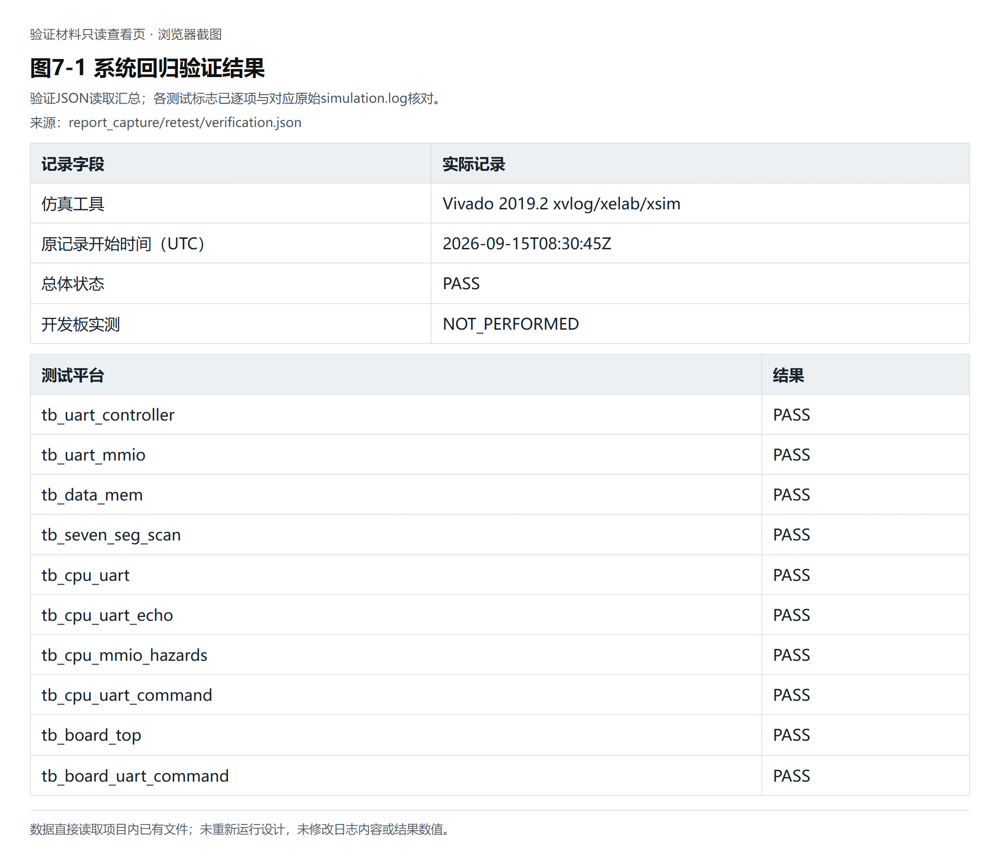 验证材料只读查看页 · 浏览器截图
图7-1 系统回归验证结果
验证JSON读取汇总；各测试标志已逐项与对应原始simulation.log核对。
来源：report_capture/retest/verification.json
记录字段 实际记录
仿真工具 Vivado 2019.2 xvlog/xelab/xsim
原记录开始时间（UTC） 2026-09-15T08:30:45Z
总体状态 PASS
开发板实测 NOT_PERFORMED
测试平台 结果
tb_uart_controller PASS
tb_uart_mmio PASS
tb_data_mem PASS
tb_seven_seg_scan PASS
tb_cpu_uart PASS
tb_cpu_uart_echo PASS
tb_cpu_mmio_hazards PASS
tb_cpu_uart_command PASS
tb_board_top PASS
tb_board_uart_command PASS
数据直接读取项目内已有文件；未重新运行设计，未修改日志内容或结果数值。